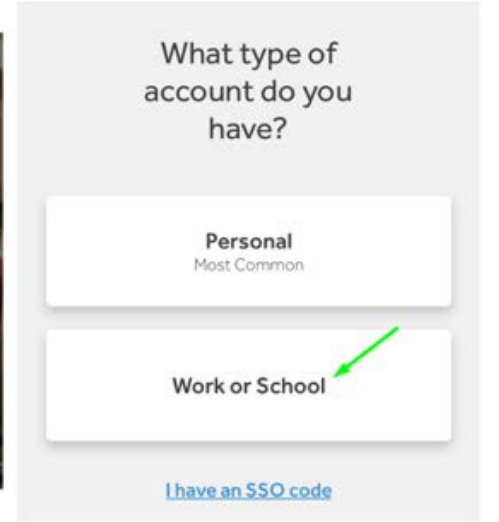 What type of
account do you
have?
Personal
Most Common
Work or School
I have an SSO code